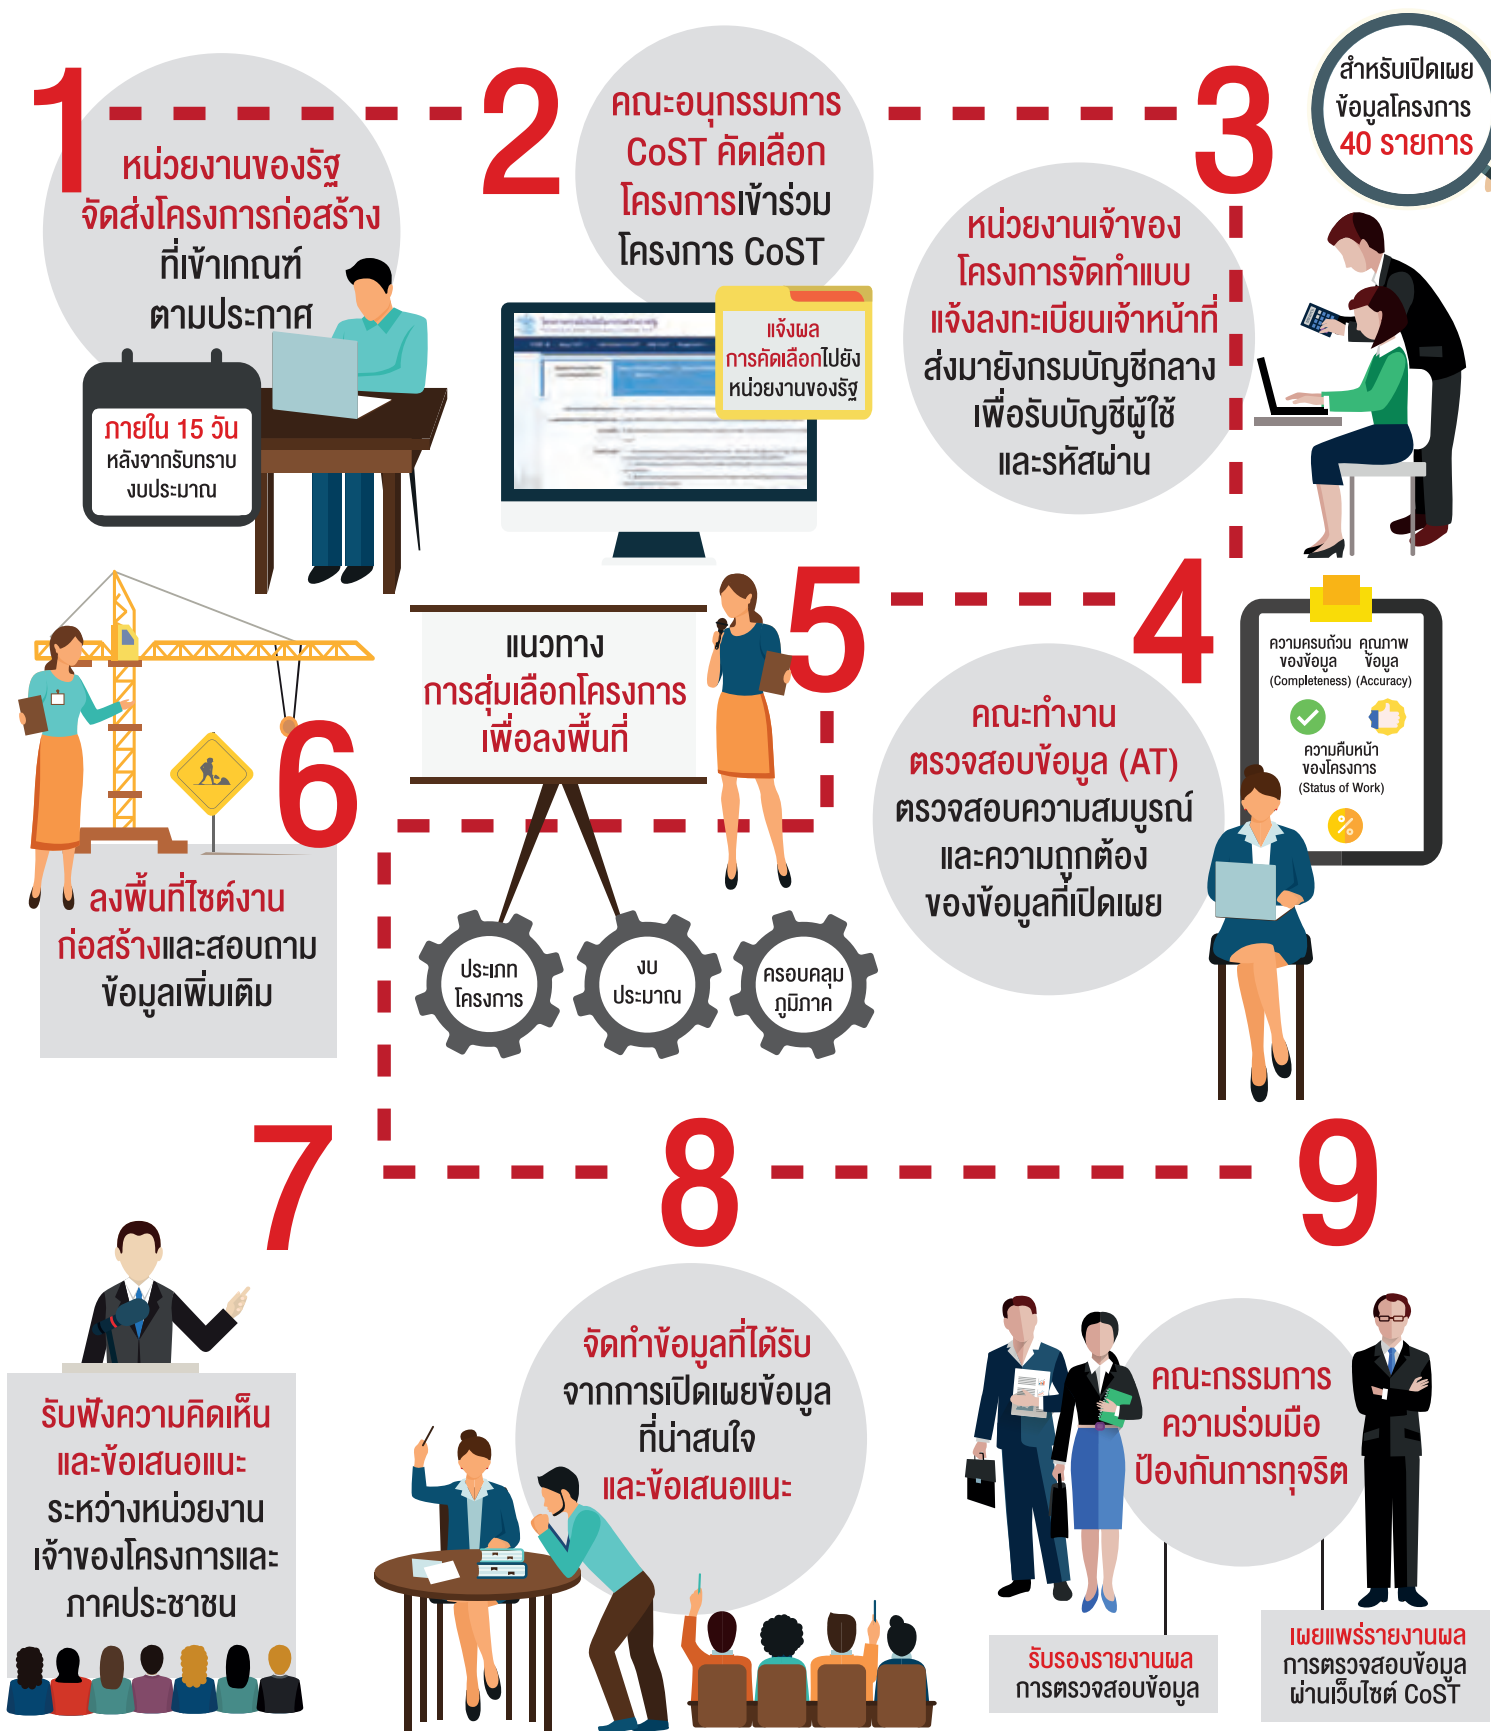 1
หน่วยงานของรัฐ
จัดส่งโครงการก่อสร้าง
ที่เข้าเกณฑ์
ตามประกาศ
ภายใน 15 วัน
หลังจากรับทราบ
งบประมาณ
2
คณะอนุกรรมการ
CoST คัดเลือก
โครงการเข้าร่วม
โครงการ CoST
แจ้งผล
การคัดเลือกไปยัง
หน่วยงานของรัฐ
3
สำหรับเปิดเผย
ข้อมูลโครงการ
40 รายการ
หน่วยงานเจ้าของ
โครงการจัดทำแบบ
แจ้งลงทะเบียนเจ้าหน้าที่
ส่งมายังกรมบัญชีกลาง
เพื่อรับบัญชีผู้ใช้
และรหัสผ่าน
4
คณะทำงาน
ตรวจสอบข้อมูล (AT)
ตรวจสอบความสมบูรณ์
และความถูกต้อง
ของข้อมูลที่เปิดเผย
ความครบถ้วน
ของข้อมูล
(Completeness)
คุณภาพ
ข้อมูล
(Accuracy)
ความคืบหน้า
ของโครงการ
(Status of Work)
%
5
แนวทาง
การสุ่มเลือกโครงการ
เพื่อลงพื้นที่
ประเภท
โครงการ
งบ
ประมาณ
ครอบคลุม
ภูมิภาค
6
ลงพื้นที่ไซต์งาน
ก่อสร้างและสอบถาม
ข้อมูลเพิ่มเติม
7
รับฟังความคิดเห็น
และข้อเสนอแนะ
ระหว่างหน่วยงาน
เจ้าของโครงการและ
ภาคประชาชน
8
จัดทำข้อมูลที่ได้รับ
จากการเปิดเผยข้อมูล
ที่น่าสนใจ
และข้อเสนอแนะ
9
คณะกรรมการ
ความร่วมมือ
ป้องกันการทุจริต
รับรองรายงานผล
การตรวจสอบข้อมูล
เผยแพร่รายงานผล
การตรวจสอบข้อมูล
ผ่านเว็บไซต์ CoST